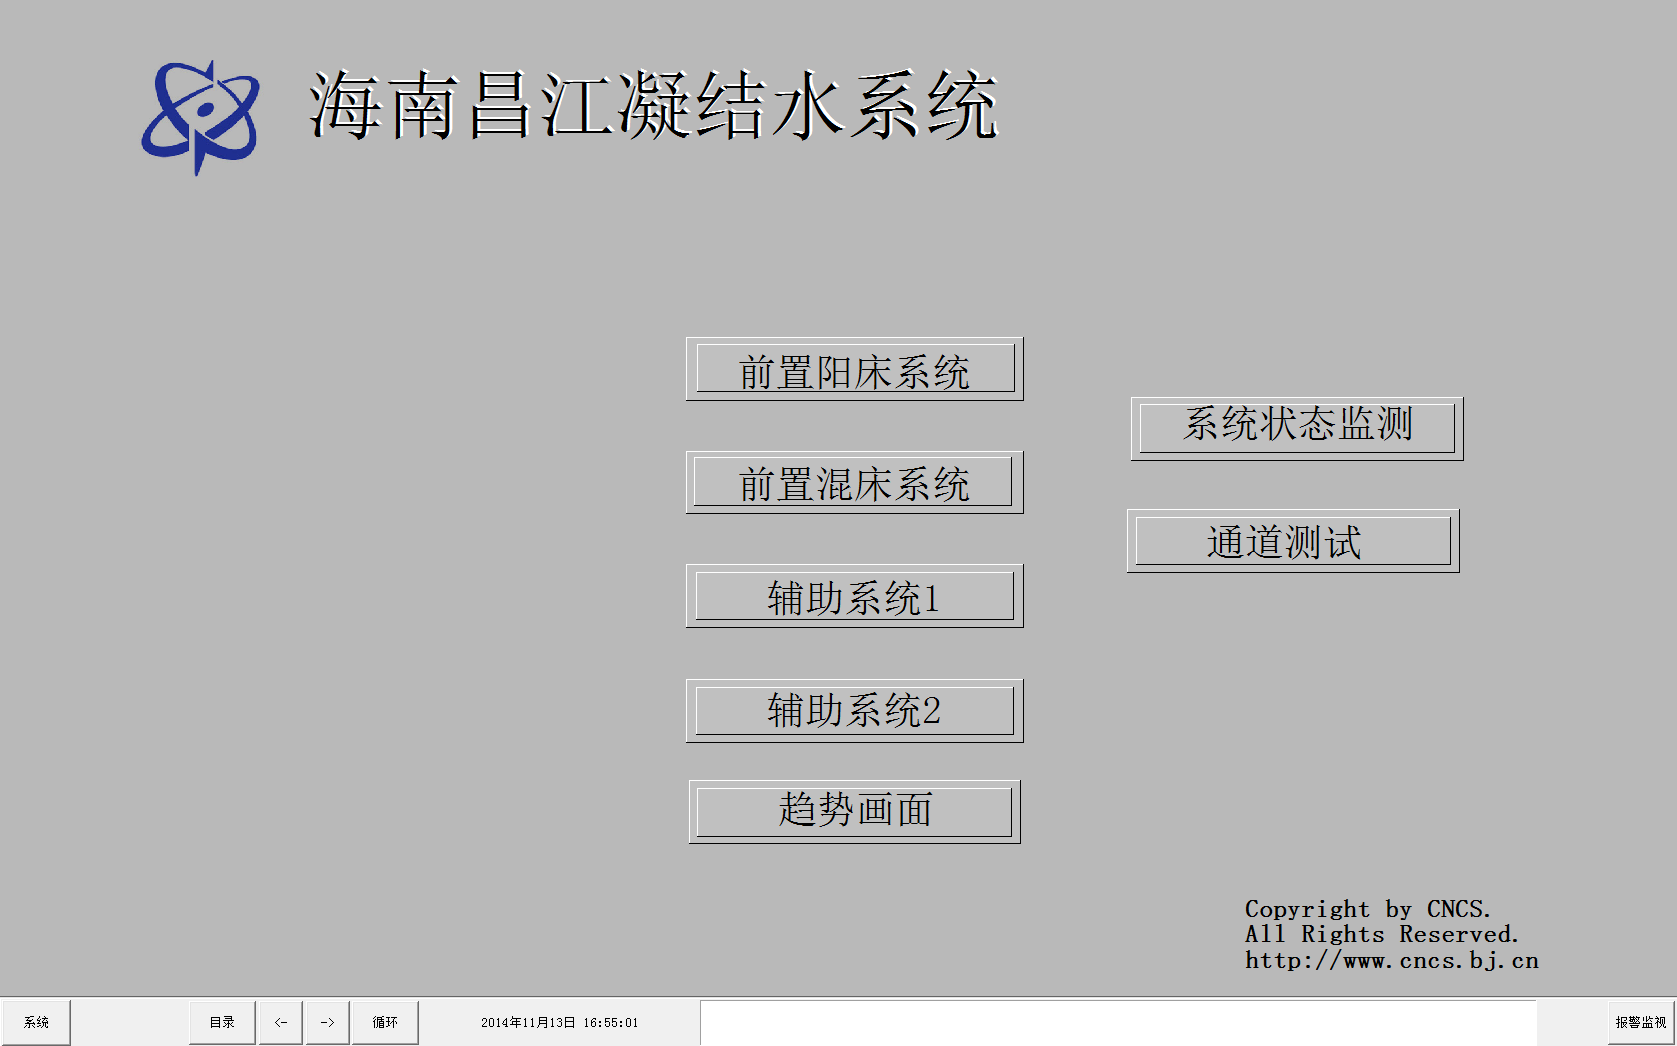 海南昌江凝结水系统
前置阳床系统
前置混床系统
辅助系统1
辅助系统2
趋势画面
系统状态监测
通道测试
Copyright by CNCS.
All Rights Reserved.
http://www.cncs.bj.cn
系统 目录 <- -> 循环 2014年11月13日 16:55:01 报警监视